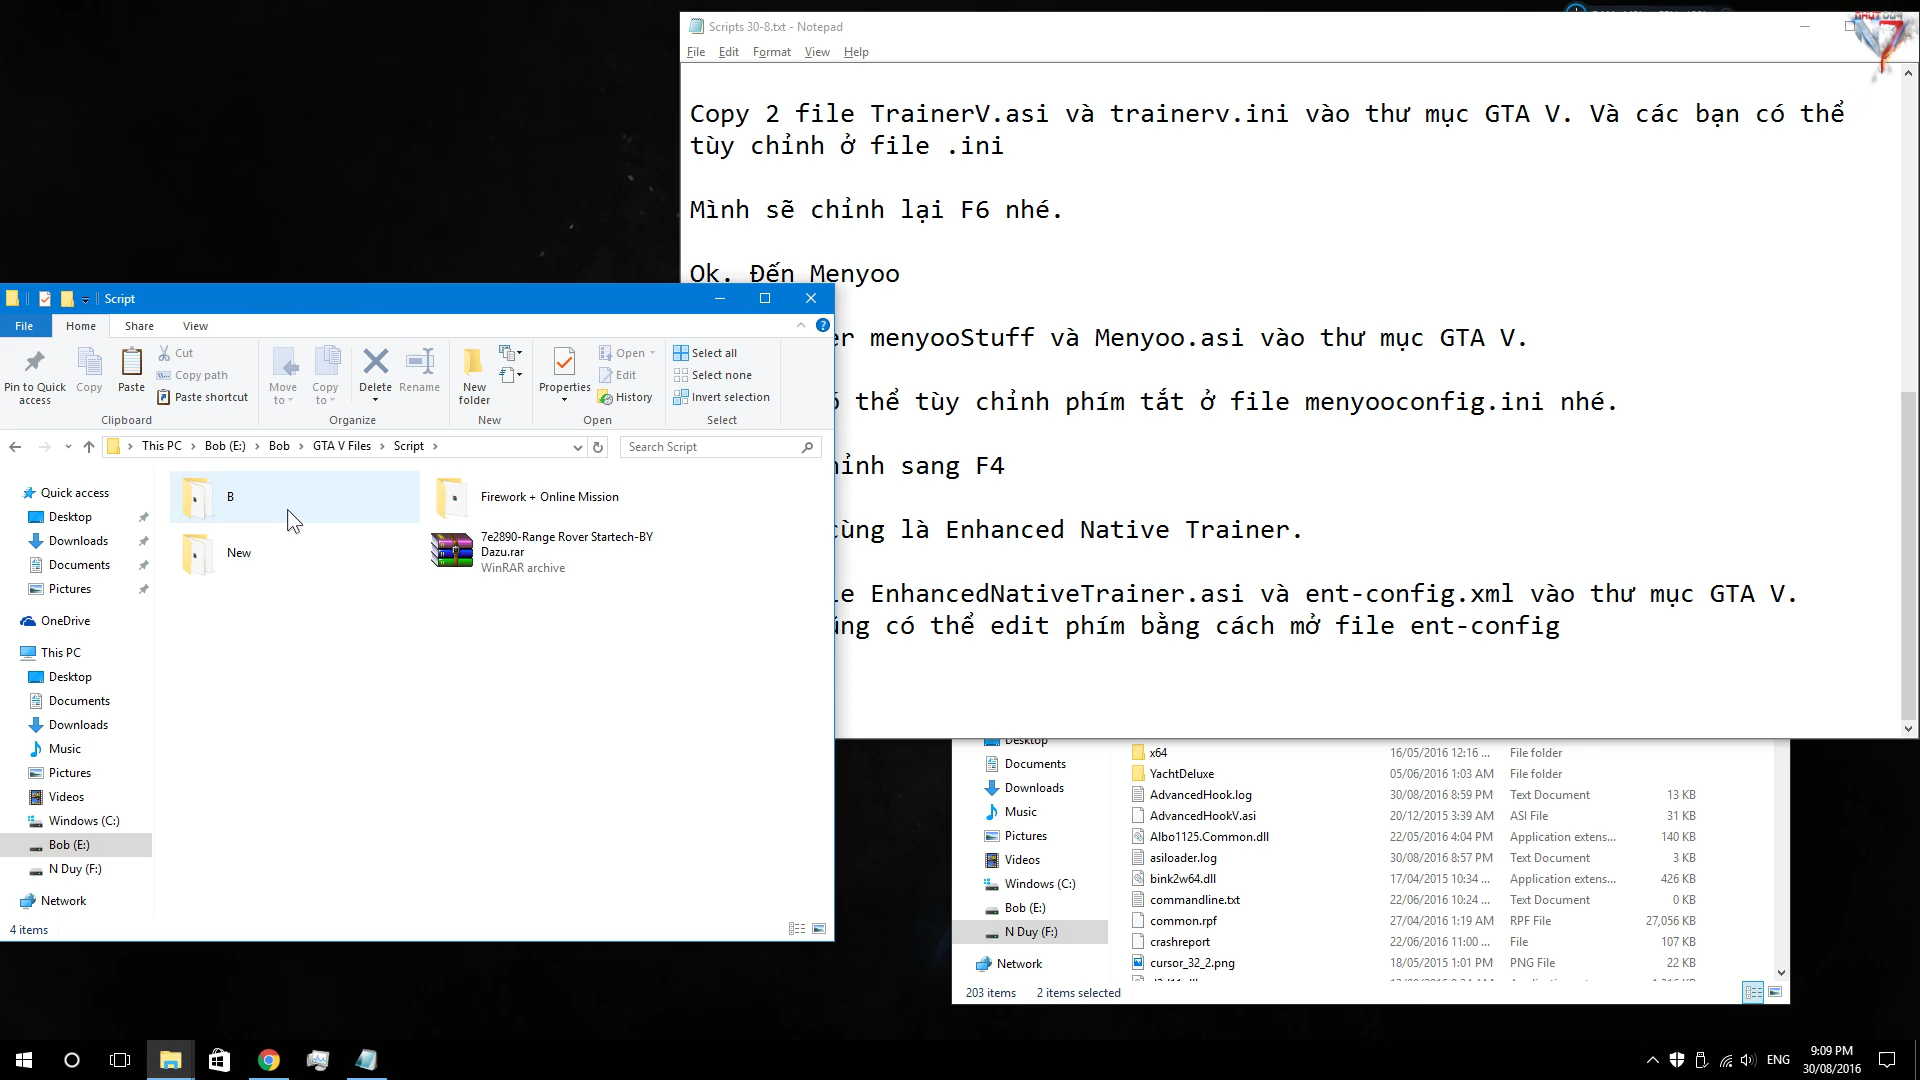 Scripts 30-8.txt - Notepad
File Edit Format View Help
Copy 2 file TrainerV.asi và trainerv.ini vào thư mục GTA V. Và các bạn có thể
tùy chỉnh ở file .ini
Mình sẽ chỉnh lại F6 nhé.
Ok. Đến Menyoo
menyooStuff và Menyoo.asi vào thư mục GTA V.
thể tùy chỉnh phím tắt ở file menyooconfig.ini nhé.
sang F4
cùng là Enhanced Native Trainer.
EnhancedNativeTrainer.asi và ent-config.xml vào thư mục GTA V.
có thể edit phím bằng cách mở file ent-config
Script
File Home Share View
Pin to Quick access
Copy
Paste
Cut
Copy path
Paste shortcut
Clipboard
Move to
Copy to
Delete
Rename
Organize
New folder
New
Properties
Open
Edit
History
Open
Select all
Select none
Invert selection
Select
This PC > Bob (E:) > Bob > GTA V Files > Script >
Search Script
Quick access
Desktop
Downloads
Documents
Pictures
OneDrive
This PC
Desktop
Documents
Downloads
Music
Pictures
Videos
Windows (C:)
Bob (E:)
N Duy (F:)
Network
B
Firework + Online Mission
New
7e2890-Range Rover Startech-BY
Dazu.rar
WinRAR archive
4 items
Desktop
Documents
Downloads
Music
Pictures
Videos
Windows (C:)
Bob (E:)
N Duy (F:)
Network
x64 16/05/2016 12:16 ... File folder
YachtDeluxe 05/06/2016 1:03 AM File folder
AdvancedHook.log 30/08/2016 8:59 PM Text Document 13 KB
AdvancedHookV.asi 20/12/2015 3:39 AM ASI File 31 KB
Albo1125.Common.dll 22/05/2016 4:04 PM Application extens... 140 KB
asiloader.log 30/08/2016 8:57 PM Text Document 3 KB
bink2w64.dll 17/04/2015 10:34 ... Application extens... 426 KB
commandline.txt 22/06/2016 10:24 ... Text Document 0 KB
common.rpf 27/04/2016 1:19 AM RPF File 27,056 KB
crashreport 22/06/2016 11:00 ... File 107 KB
cursor_32_2.png 18/05/2015 1:01 PM PNG File 22 KB
203 items 2 items selected
ENG
9:09 PM
30/08/2016